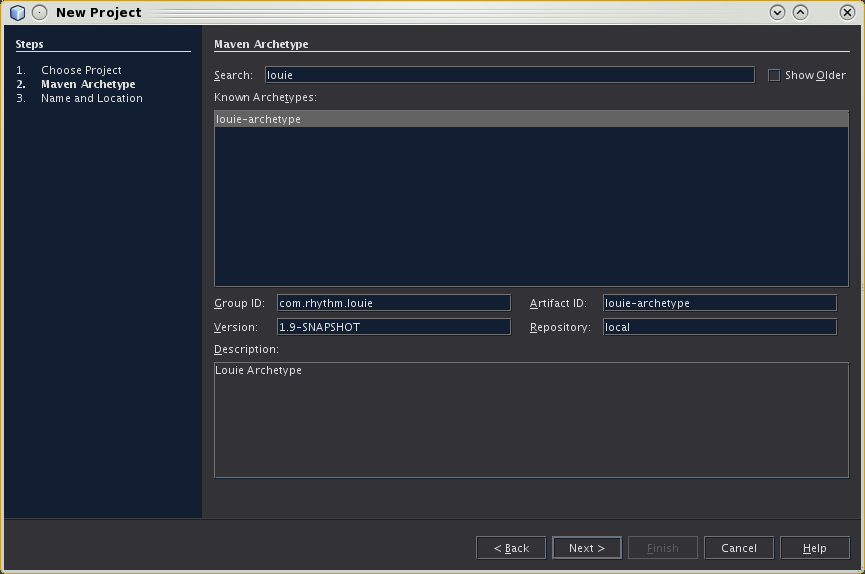 New Project
Steps
1. Choose Project
2. Maven Archetype
3. Name and Location
Maven Archetype
Search: louie Show Older
Known Archetypes:
louie-archetype
Group ID: com.rhythm.louie Artifact ID: louie-archetype
Version: 1.9-SNAPSHOT Repository: local
Description:
Louie Archetype
< Back Next > Finish Cancel Help